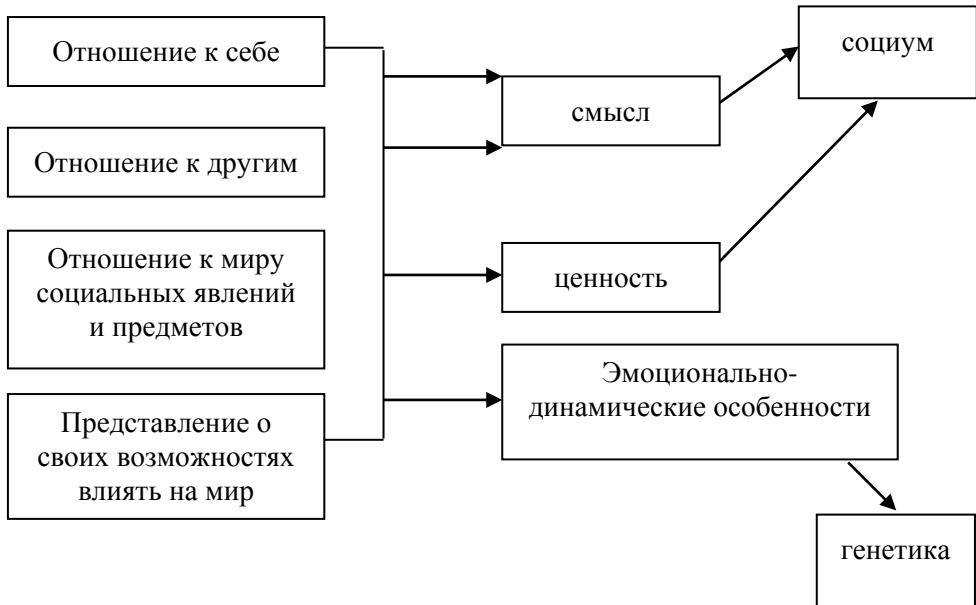 Отношение к себе
Отношение к другим
Отношение к миру
социальных явлений
и предметов
Представление о
своих возможностях
влиять на мир
смысл
ценность
Эмоционально-
динамические особенности
социум
генетика